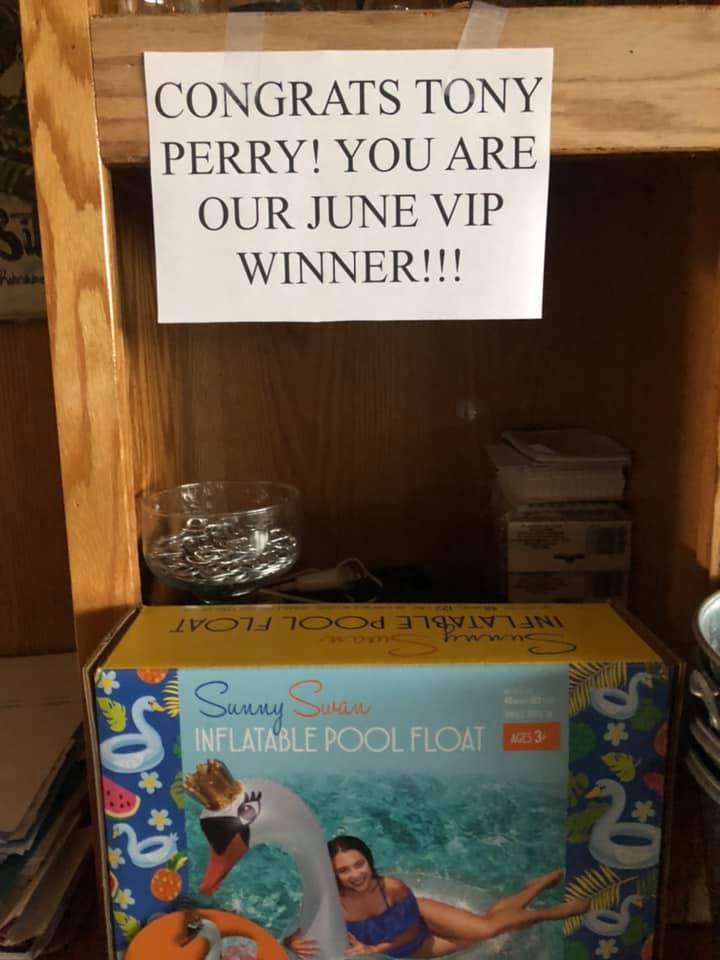 CONGRATS TONY
PERRY! YOU ARE
OUR JUNE VIP
WINNER!!!
Sunny Swan
INFLATABLE POOL FLOAT
Sunny Swan
INFLATABLE POOL FLOAT
AGES 3+